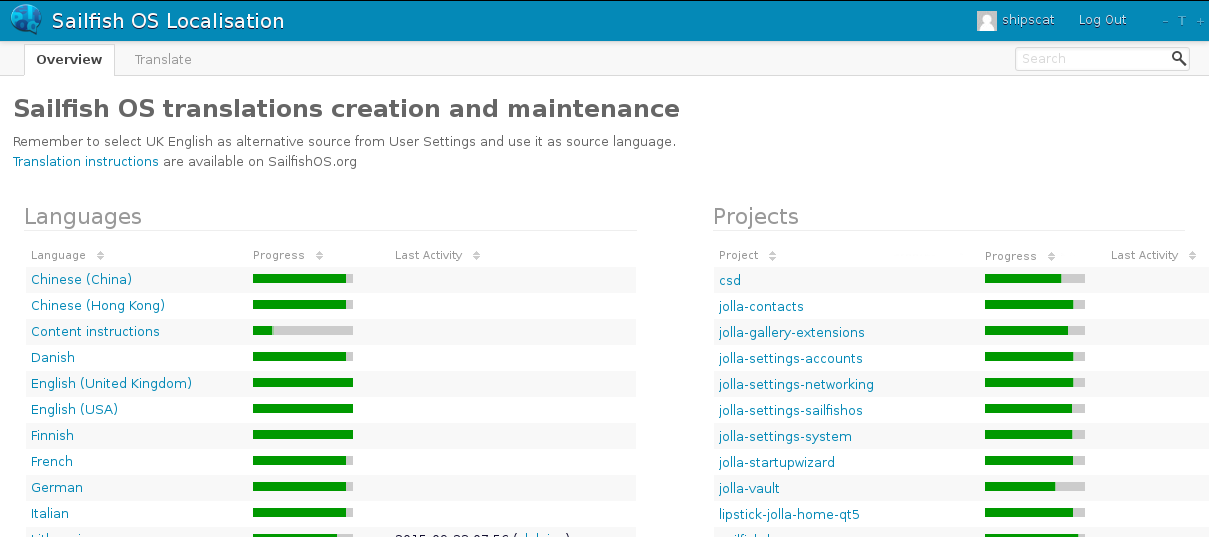 Sailfish OS Localisation
shipscat Log Out - T +
Overview Translate Search
Sailfish OS translations creation and maintenance
Remember to select UK English as alternative source from User Settings and use it as source language.
Translation instructions are available on SailfishOS.org
Languages
Language Progress Last Activity
Chinese (China)
Chinese (Hong Kong)
Content instructions
Danish
English (United Kingdom)
English (USA)
Finnish
French
German
Italian
Projects
Project Progress Last Activity
csd
jolla-contacts
jolla-gallery-extensions
jolla-settings-accounts
jolla-settings-networking
jolla-settings-sailfishos
jolla-settings-system
jolla-startupwizard
jolla-vault
lipstick-jolla-home-qt5